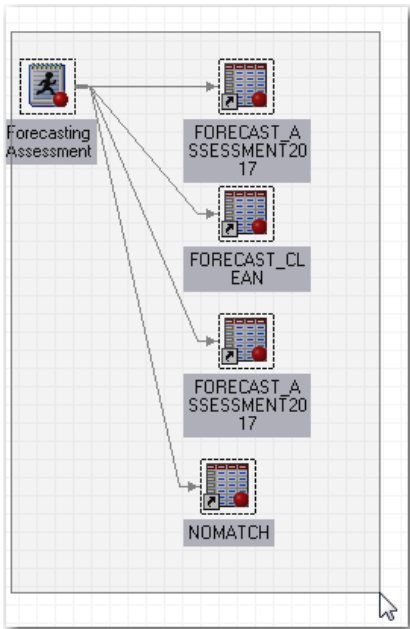 Forecasting
Assessment
FORECAST_A
SSESSMENT20
17
FORECAST_CL
EAN
FORECAST_A
SSESSMENT20
17
NOMATCH